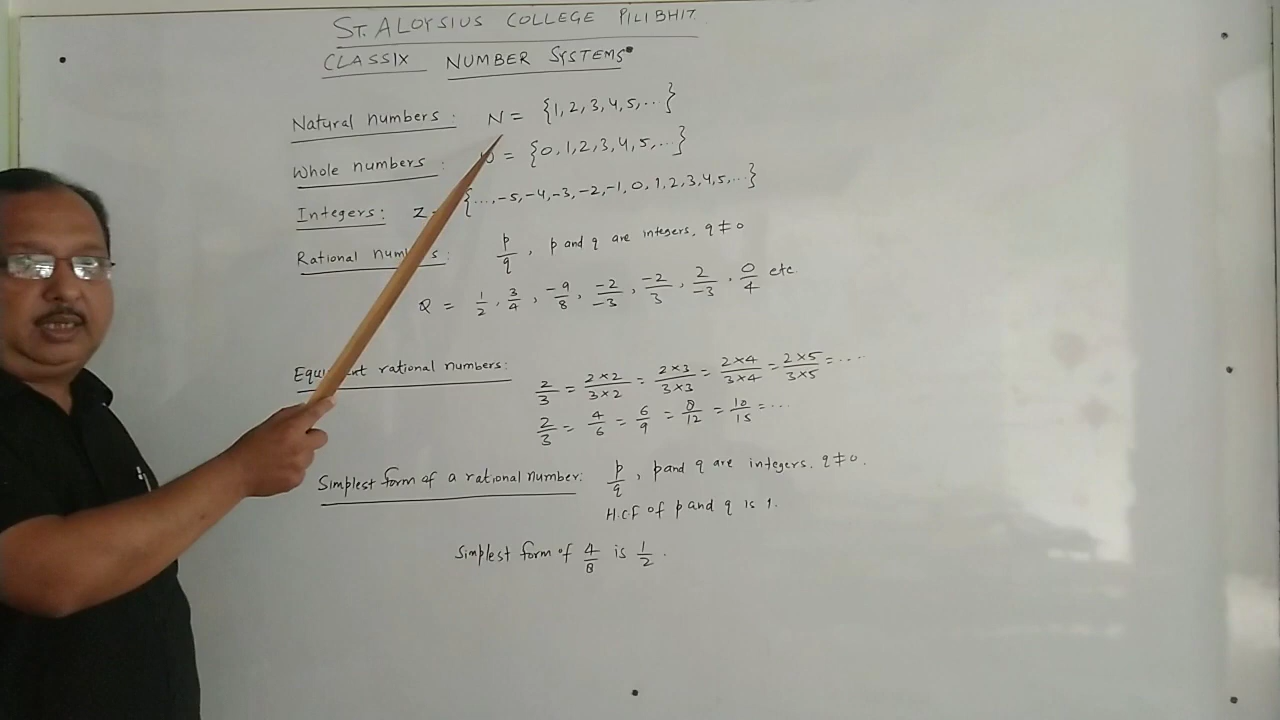 ST. ALOYSIUS COLLEGE PILIBHIT
CLASS IX NUMBER SYSTEMS
Natural numbers: N = {1, 2, 3, 4, 5, ...}
Whole numbers: = {0, 1, 2, 3, 4, 5, ...}
Integers: Z = {..., -5, -4, -3, -2, -1, 0, 1, 2, 3, 4, 5, ...}
Rational : p/q, p and q are integers, q ≠ 0
Q = 1/2, 3/4, -9/8, -2/-3, -2/3, 2/-3, 0/4 etc
rational numbers: 2/3 = 2×2/3×2 = 2×3/3×3 = 2×4/3×4 = 2×5/3×5 = ....
2/3 = 4/6 = 6/9 = 8/12 = 10/15 = ...
Simplest form of a rational number: p/q, p and q are integers, q ≠ 0.
H.C.F of p and q is 1.
Simplest form of 4/8 is 1/2.